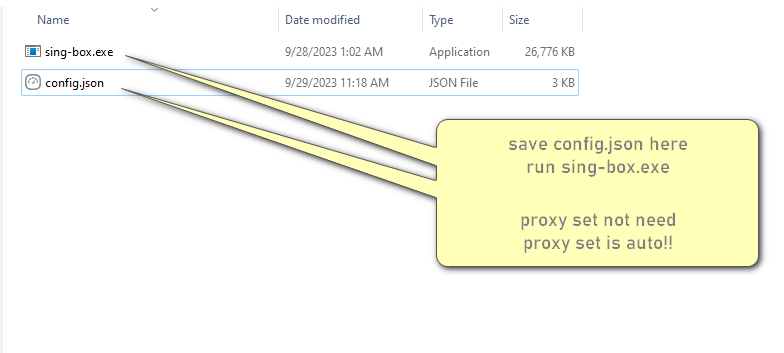 Name Date modified Type Size
sing-box.exe 9/28/2023 1:02 AM Application 26,776 KB
config.json 9/29/2023 11:18 AM JSON File 3 KB
save config.json here
run sing-box.exe
proxy set not need
proxy set is auto!!